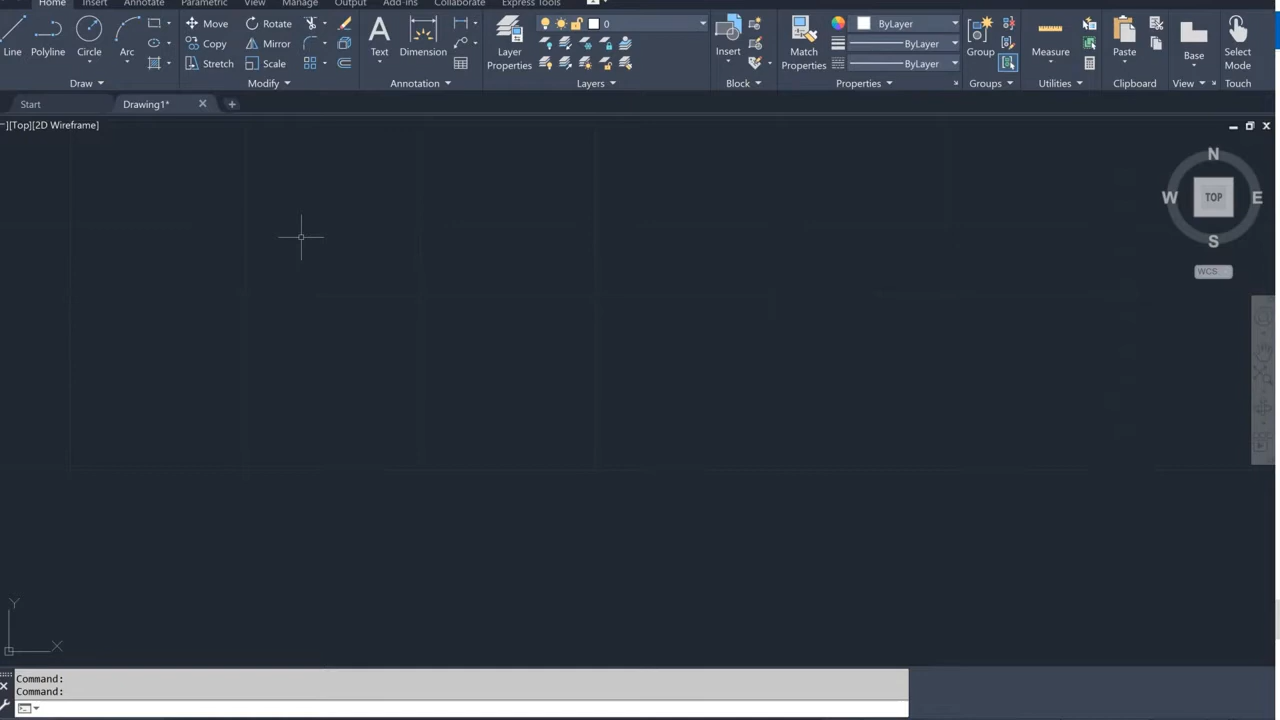 Home Insert Annotate Parametric View Manage Output Add-ins Collaborate Express Tools
Line Polyline Circle Arc
Move Rotate
Copy Mirror
Stretch Scale
Text Dimension
Layer Properties
0
Insert
Match Properties
ByLayer
ByLayer
ByLayer
Group
Measure
Paste
Base
Select Mode
Draw Modify Annotation Layers Block Properties Groups Utilities Clipboard View Touch
Start Drawing1*
][Top][2D Wireframe]
N
W TOP E
S
WCS
Y
X
Command:
Command: